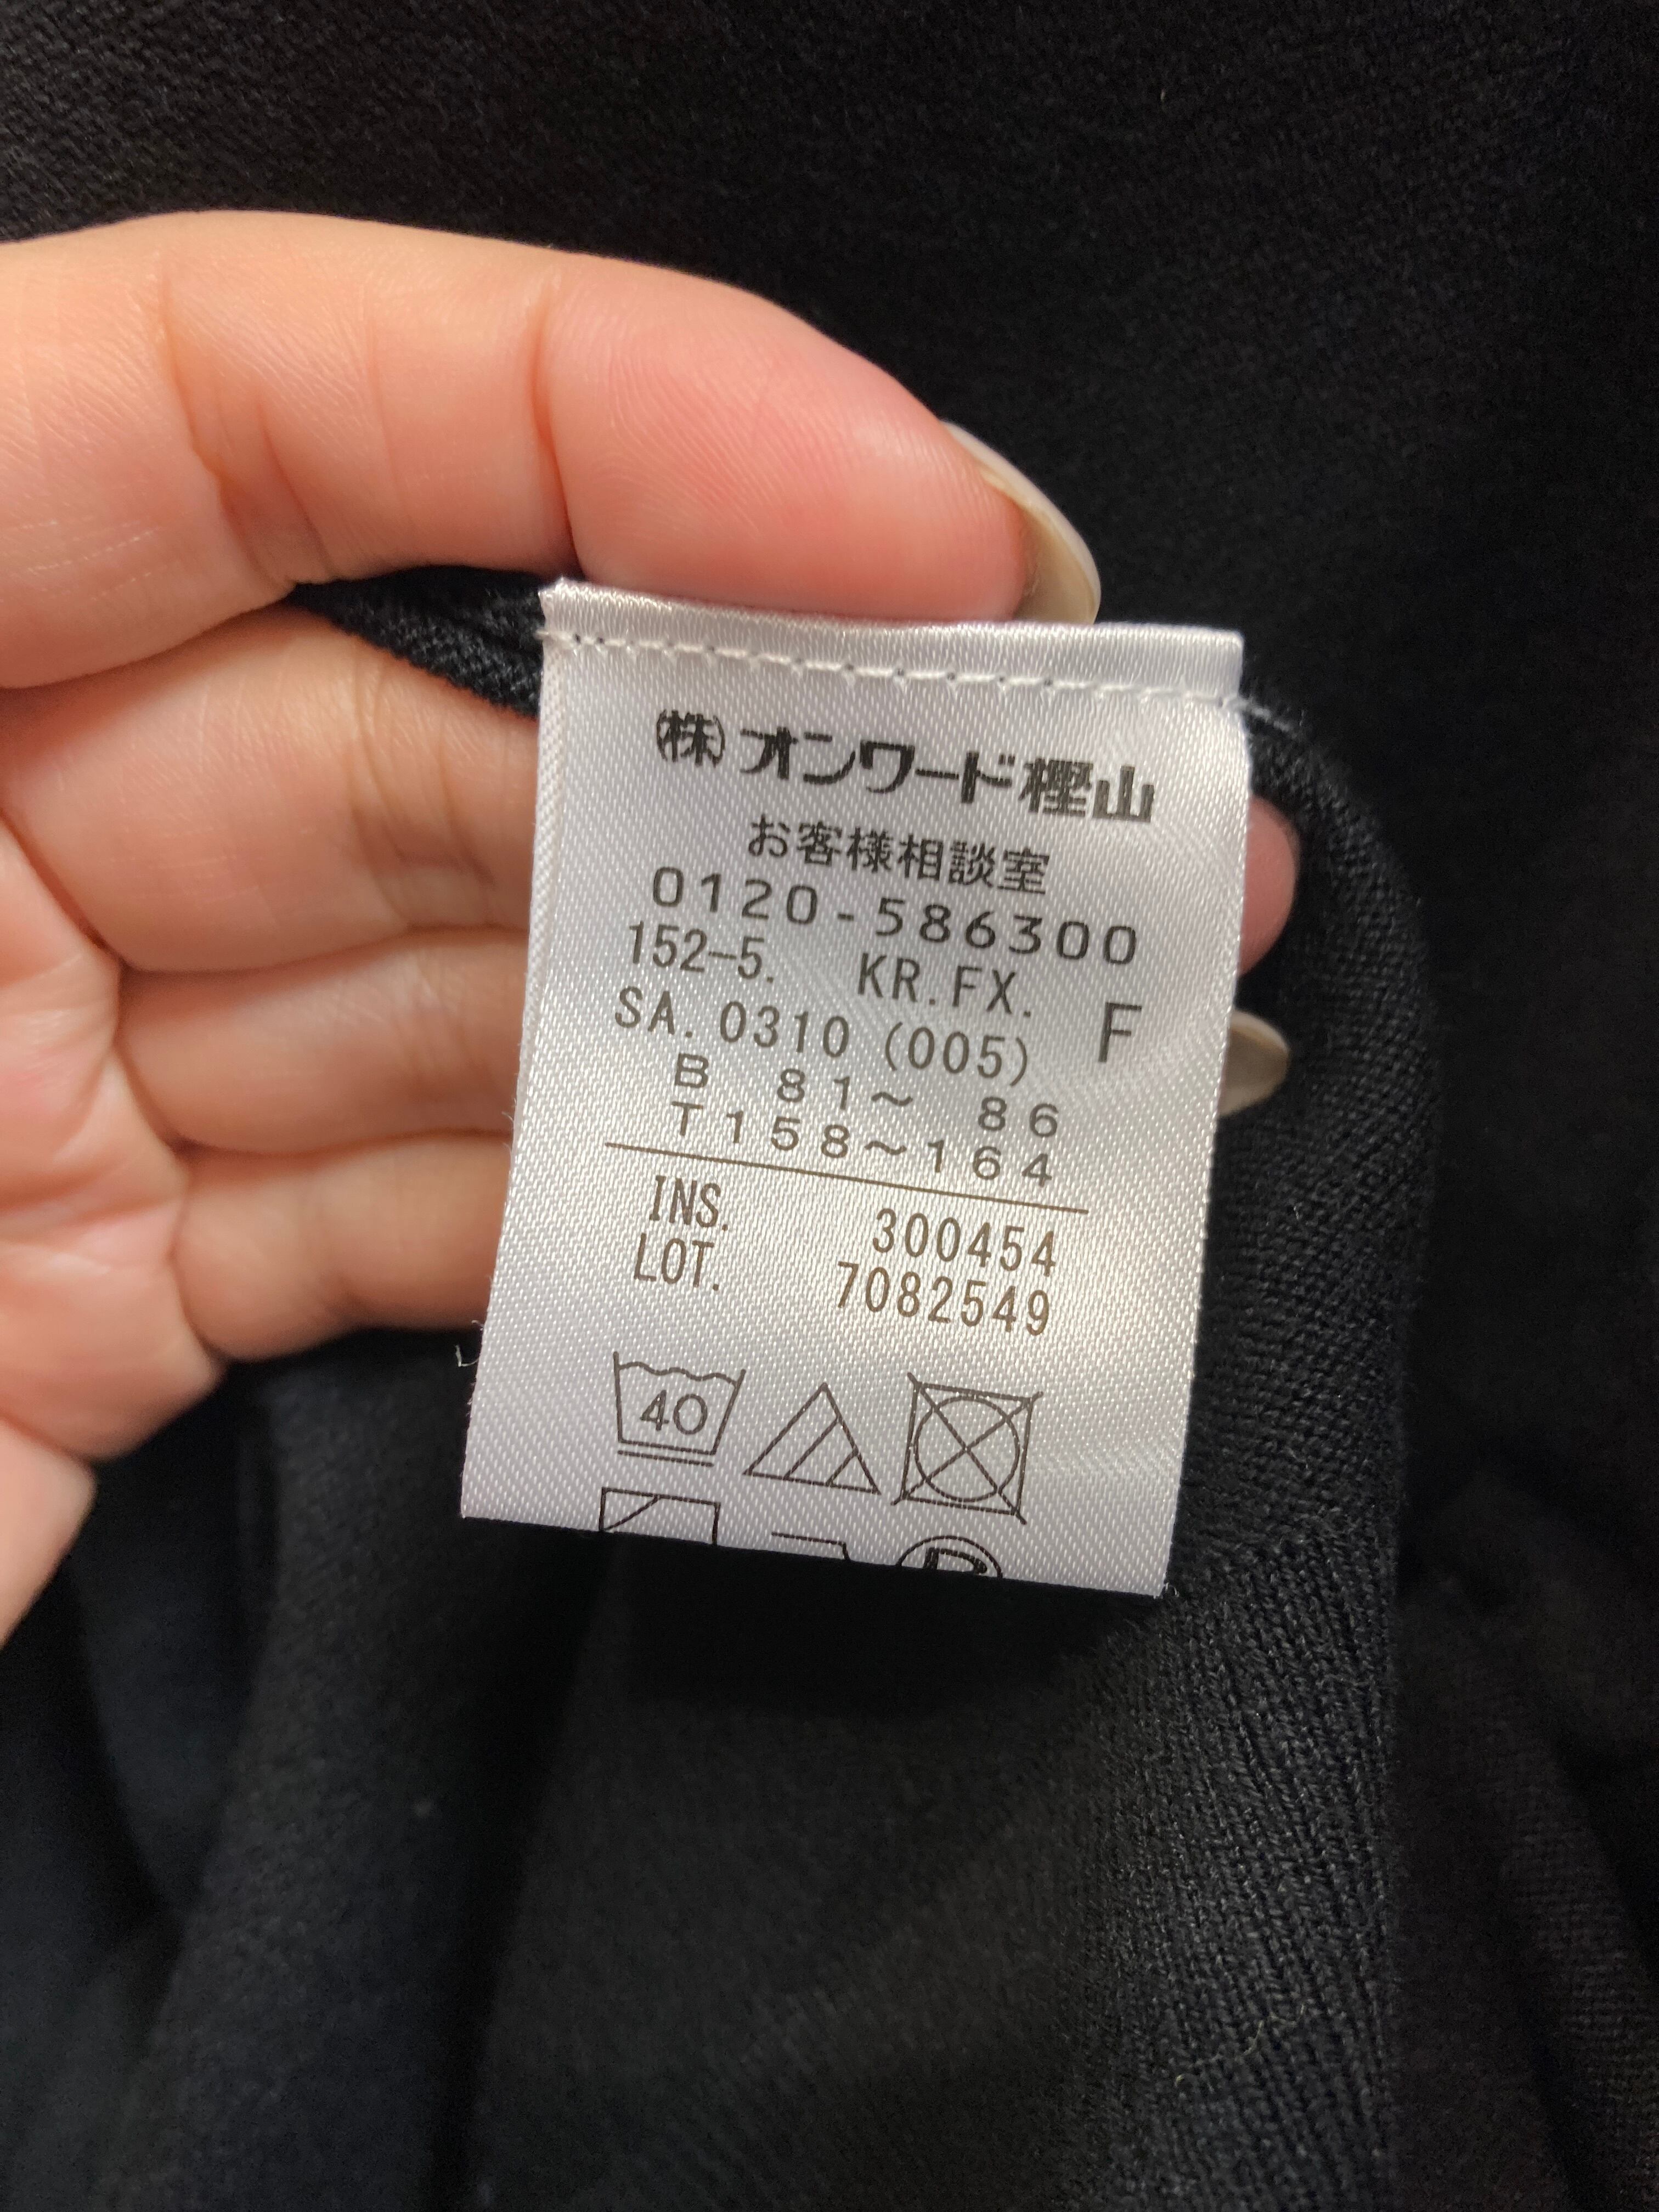 ㈱オンワード樫山
お客様相談室
0120-586300
152-5. KR.FX.
SA. 0310 (005) F
B 81～ 86
T158～164
INS. 300454
LOT. 7082549
40